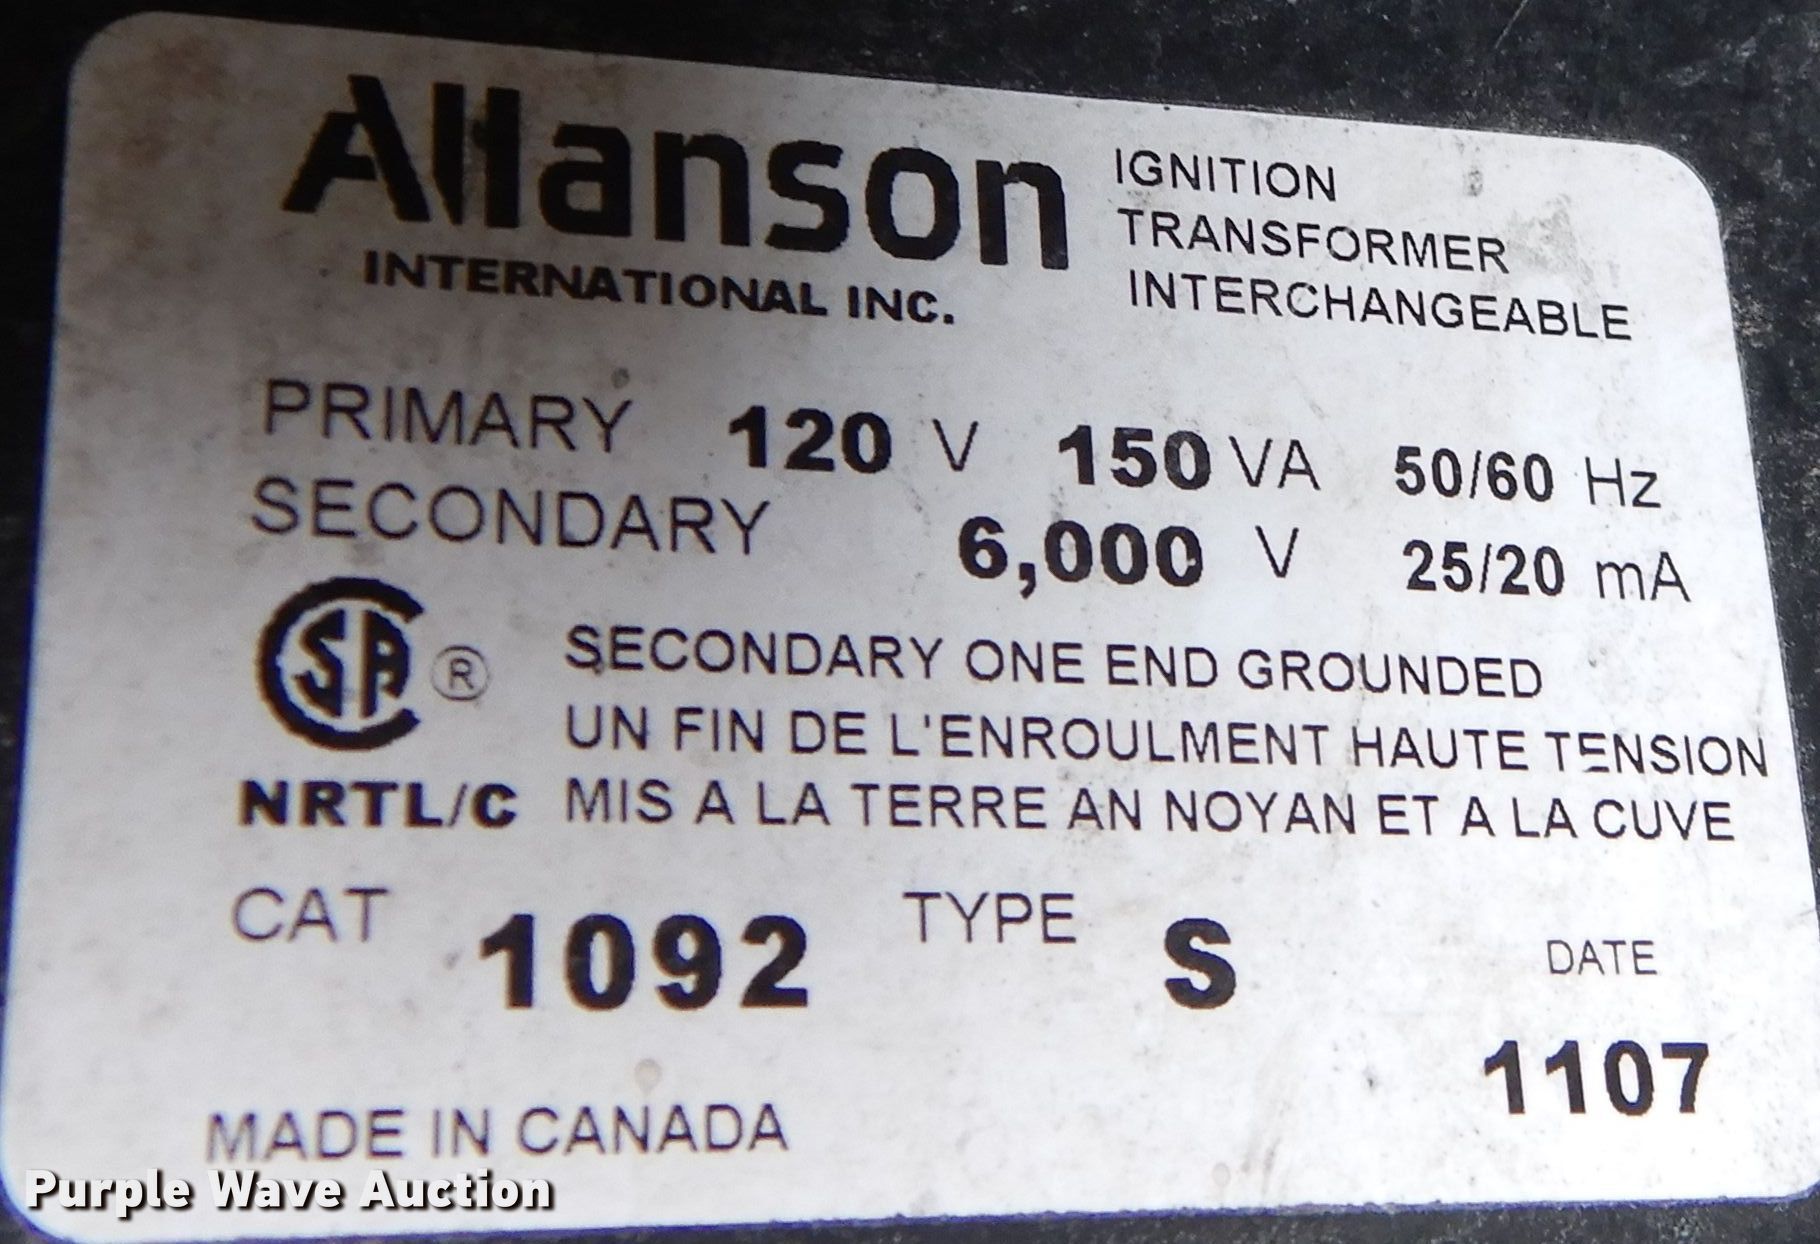 Allanson
INTERNATIONAL INC.
IGNITION
TRANSFORMER
INTERCHANGEABLE
PRIMARY 120 V 150 VA 50/60 Hz
SECONDARY 6,000 V 25/20 mA
CSA ®
NRTL/C
SECONDARY ONE END GROUNDED
UN FIN DE L'ENROULMENT HAUTE TENSION
MIS A LA TERRE AN NOYAN ET A LA CUVE
CAT 1092 TYPE S
DATE
1107
MADE IN CANADA
Purple Wave Auction